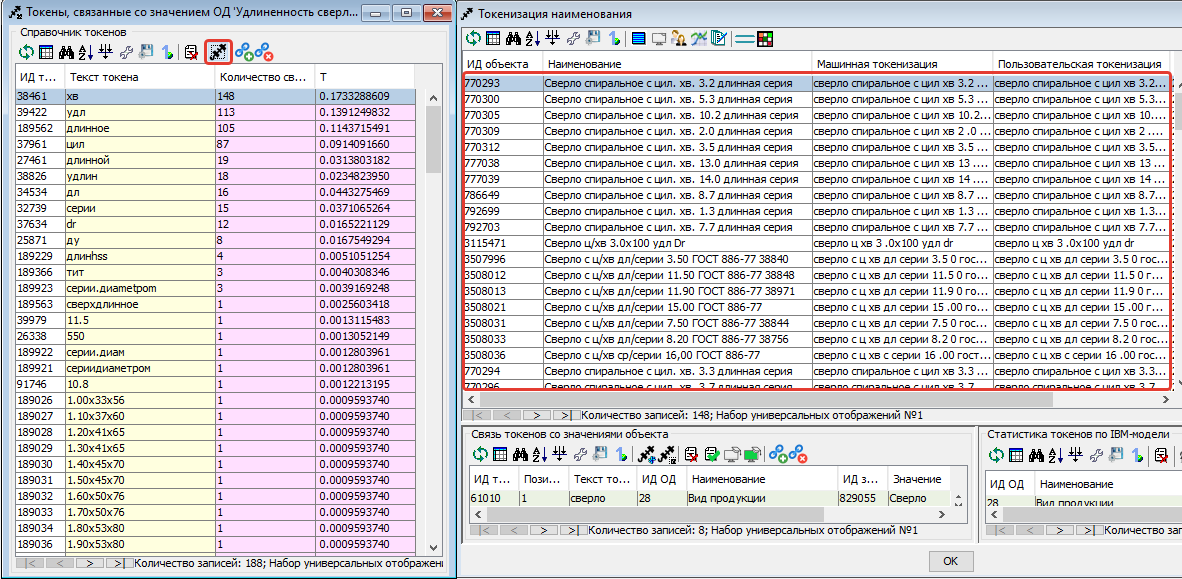 Токены, связанные со значением ОД 'Удлиненность сверл...
Справочник токенов
ИД т... Текст токена Количество св... T
38461 хв 148 0.1733288609
39422 удл 113 0.1391249832
189562 длинное 105 0.1143715491
37961 цил 87 0.0914091660
27461 длинной 19 0.0313803182
38826 удлин 18 0.0234823950
34534 дл 16 0.0443275469
32739 серии 15 0.0371065264
37634 dr 12 0.0165221129
25871 ду 8 0.0167549294
189229 длинhss 4 0.0051051254
189366 тит 3 0.0040308346
189923 серии.диаметром 3 0.0039169248
189563 сверхдлинное 1 0.0025603418
39979 11.5 1 0.0013115483
26338 550 1 0.0013052149
189922 серии.диам 1 0.0012803961
189921 сериидиаметром 1 0.0012803961
91746 10.8 1 0.0012213195
189026 1.00x33x56 1 0.0009593740
189027 1.10x37x60 1 0.0009593740
189028 1.20x41x65 1 0.0009593740
189029 1.30x41x65 1 0.0009593740
189030 1.40x45x70 1 0.0009593740
189031 1.50x45x70 1 0.0009593740
189032 1.60x50x76 1 0.0009593740
189033 1.70x50x76 1 0.0009593740
189034 1.80x53x80 1 0.0009593740
189036 1.90x53x80 1 0.0009593740
Количество записей: 188; Набор универсальных отображени
Токенизация наименования
ИД объекта Наименование Машинная токенизация Пользовательская токенизация
770293 Сверло спиральное с цил. хв. 3.2 длинная серия сверло спиральное с цил хв 3.2 ... сверло спиральное с цил хв 3.2...
770300 Сверло спиральное с цил. хв. 5.3 длинная серия сверло спиральное с цил хв 5.3 ... сверло спиральное с цил хв 5.3...
770305 Сверло спиральное с цил. хв. 10.2 длинная серия сверло спиральное с цил хв 10.2... сверло спиральное с цил хв 10....
770309 Сверло спиральное с цил. хв. 2.0 длинная серия сверло спиральное с цил хв 2 .0 ... сверло спиральное с цил хв 2 ....
770312 Сверло спиральное с цил. хв. 3.5 длинная серия сверло спиральное с цил хв 3.5 ... сверло спиральное с цил хв 3.5...
777038 Сверло спиральное с цил. хв. 13.0 длинная серия сверло спиральное с цил хв 13 .... сверло спиральное с цил хв 13 ...
777039 Сверло спиральное с цил. хв. 14.0 длинная серия сверло спиральное с цил хв 14 .... сверло спиральное с цил хв 14 ...
786649 Сверло спиральное с цил. хв. 8.7 длинная серия сверло спиральное с цил хв 8.7 ... сверло спиральное с цил хв 8.7...
792699 Сверло спиральное с цил. хв. 1.3 длинная серия сверло спиральное с цил хв 1.3 ... сверло спиральное с цил хв 1.3...
792703 Сверло спиральное с цил. хв. 7.7 длинная серия сверло спиральное с цил хв 7.7 ... сверло спиральное с цил хв 7.7...
3115471 Сверло ц/хв 3.0x100 удл Dr сверло ц хв 3 .0x100 удл dr сверло ц хв 3 .0x100 удл dr
3507996 Сверло с ц/хв дл/серии 3.50 ГОСТ 886-77 38840 сверло с ц хв дл серии 3.5 0 гос... сверло с ц хв дл серии 3.5 0 гос...
3508012 Сверло с ц/хв дл/серии 11.50 ГОСТ 886-77 38848 сверло с ц хв дл серии 11.5 0 го... сверло с ц хв дл серии 11.5 0 г...
3508013 Сверло с ц/хв дл/серии 11.90 ГОСТ 886-77 38971 сверло с ц хв дл серии 11.9 0 го... сверло с ц хв дл серии 11.9 0 г...
3508021 Сверло с ц/хв дл/серии 15.00 ГОСТ 886-77 сверло с ц хв дл серии 15 .00 го... сверло с ц хв дл серии 15 .00 г...
3508031 Сверло с ц/хв дл/серии 7.50 ГОСТ 886-77 38844 сверло с ц хв дл серии 7.5 0 гос... сверло с ц хв дл серии 7.5 0 гос...
3508033 Сверло с ц/хв дл/серии 8.20 ГОСТ 886-77 38756 сверло с ц хв дл серии 8.2 0 гос... сверло с ц хв дл серии 8.2 0 гос...
3508036 Сверло с ц/хв ср/серии 16,00 ГОСТ 886-77 сверло с ц хв с серии 16 .00 гост... сверло с ц хв с серии 16 .00 гос...
770294 Сверло спиральное с цил. хв. 3.3 длинная серия сверло спиральное с цил хв 3.3 ... сверло спиральное с цил хв 3.3...
770296 Сверло спиральное с цил. хв. 3.7 длинная серия сверло спиральное с цил хв 3.7 сверло спиральное с цил хв 3.7
Количество записей: 148; Набор универсальных отображений №1
Связь токенов со значениями объекта
ИД т... Пози... Текст то... ИД ОД Наименование ИД з... Значение
61010 1 сверло 28 Вид продукции 829055 Сверло
Количество записей: 8; Набор универсальных отображений №1
Статистика токенов по IBM-модели
ИД ОД Наименование
28 Вид продукции
Количество запис
OK